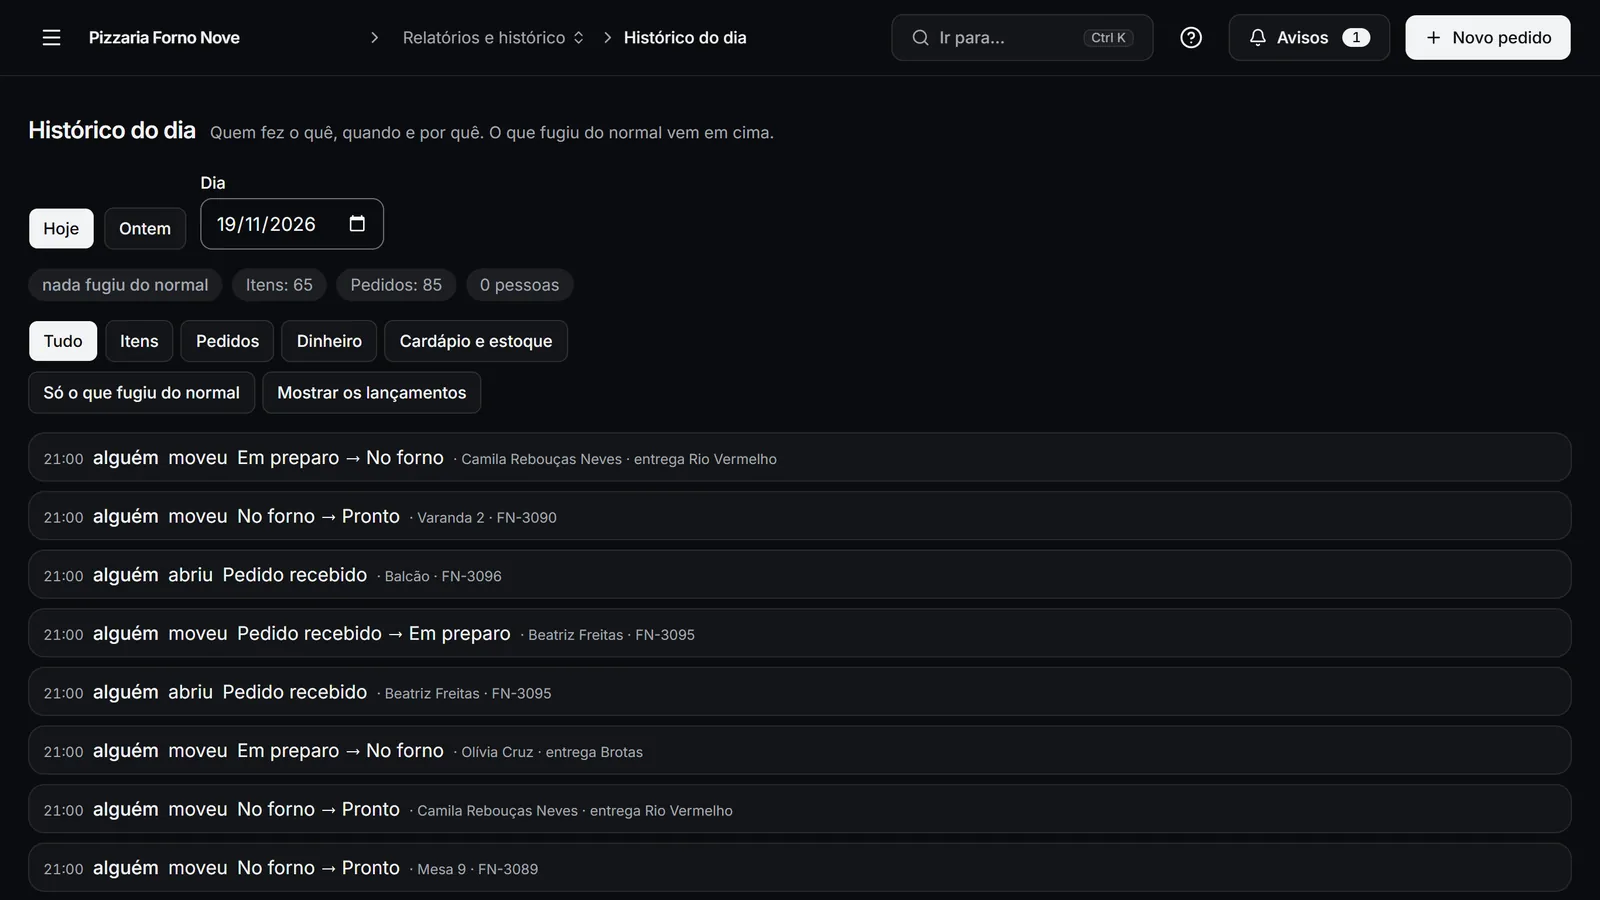 Pizzaria Forno Nove
Relatórios e histórico
Histórico do dia
Ir para...
Ctrl K
Avisos
1
Novo pedido
Histórico do dia
Quem fez o quê, quando e por quê. O que fugiu do normal vem em cima.
Dia
Hoje
Ontem
19/11/2026
nada fugiu do normal
Itens: 65
Pedidos: 85
0 pessoas
Tudo
Itens
Pedidos
Dinheiro
Cardápio e estoque
Só o que fugiu do normal
Mostrar os lançamentos
21:00 alguém moveu Em preparo → No forno · Camila Rebouças Neves · entrega Rio Vermelho
21:00 alguém moveu No forno → Pronto · Varanda 2 · FN-3090
21:00 alguém abriu Pedido recebido · Balcão · FN-3096
21:00 alguém moveu Pedido recebido → Em preparo · Beatriz Freitas · FN-3095
21:00 alguém abriu Pedido recebido · Beatriz Freitas · FN-3095
21:00 alguém moveu Em preparo → No forno · Olívia Cruz · entrega Brotas
21:00 alguém moveu No forno → Pronto · Camila Rebouças Neves · entrega Rio Vermelho
21:00 alguém moveu No forno → Pronto · Mesa 9 · FN-3089